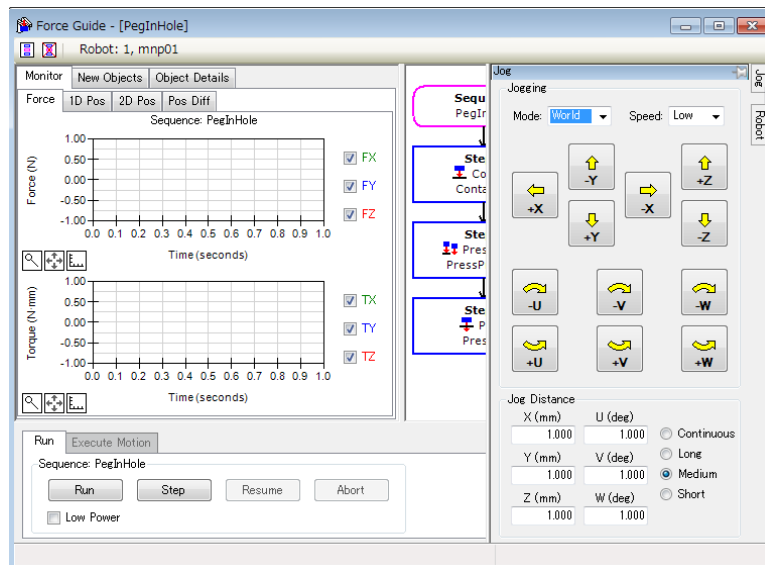 Force Guide - [PegInHole]
Robot: 1, mnp01
Monitor New Objects Object Details
Force 1D Pos 2D Pos Pos Diff
Sequence: PegInHole
Force (N)
1.00
0.50
0.00
-0.50
-1.00
0.0 0.1 0.2 0.3 0.4 0.5 0.6 0.7 0.8 0.9 1.0
Time (seconds)
FX
FY
FZ
Torque (N·mm)
1.00
0.50
0.00
-0.50
-1.00
0.0 0.1 0.2 0.3 0.4 0.5 0.6 0.7 0.8 0.9 1.0
Time (seconds)
TX
TY
TZ
Sequ
PegIr
Ste
Co
Conta
Ste
Pres
PressP
Ste
P
Pres
Run Execute Motion
Sequence: PegInHole
Run Step Resume Abort
Low Power
Jog
Jogging
Mode: World Speed: Low
+X -Y -X +Z
+Y -Z
-U -V -W
+U +V +W
Jog Distance
X (mm) U (deg)
1.000 1.000
Y (mm) V (deg)
1.000 1.000
Z (mm) W (deg)
1.000 1.000
Continuous
Long
Medium
Short
Jog
Robot